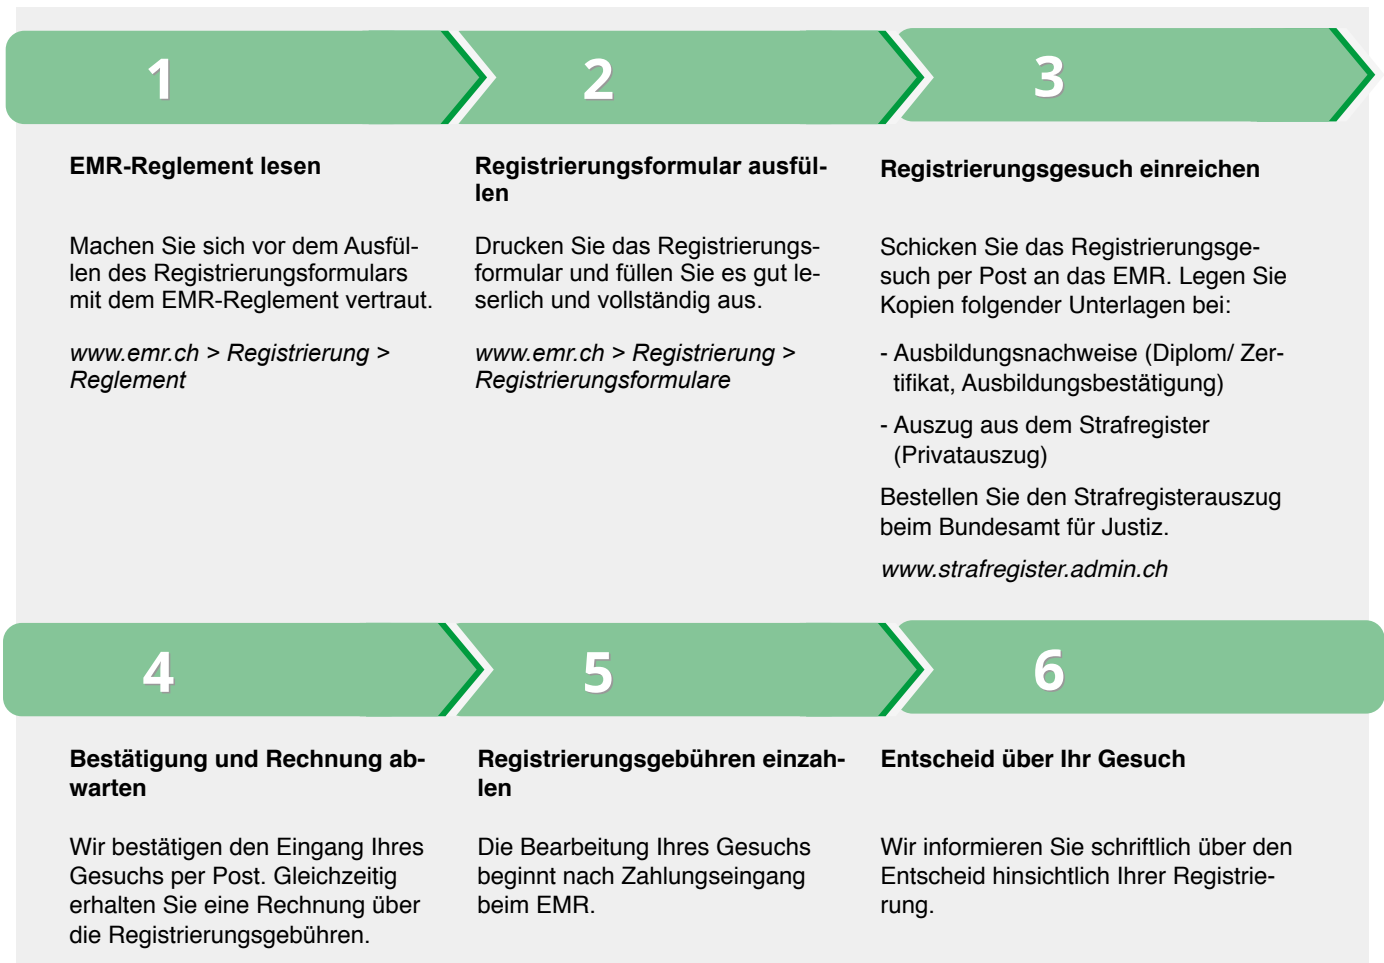 1
2
3
EMR-Reglement lesen
Machen Sie sich vor dem Ausfül-
len des Registrierungsformulars
mit dem EMR-Reglement vertraut.
www.emr.ch > Registrierung >
Reglement
Registrierungsformular ausfül-
len
Drucken Sie das Registrierungs-
formular und füllen Sie es gut le-
serlich und vollständig aus.
www.emr.ch > Registrierung >
Registrierungsformulare
Registrierungsgesuch einreichen
Schicken Sie das Registrierungsge-
such per Post an das EMR. Legen Sie
Kopien folgender Unterlagen bei:
- Ausbildungsnachweise (Diplom/ Zer-
tifikat, Ausbildungsbestätigung)
- Auszug aus dem Strafregister
(Privatauszug)
Bestellen Sie den Strafregisterauszug
beim Bundesamt für Justiz.
www.strafregister.admin.ch
4
5
6
Bestätigung und Rechnung ab-
warten
Wir bestätigen den Eingang Ihres
Gesuchs per Post. Gleichzeitig
erhalten Sie eine Rechnung über
die Registrierungsgebühren.
Registrierungsgebühren einzah-
len
Die Bearbeitung Ihres Gesuchs
beginnt nach Zahlungseingang
beim EMR.
Entscheid über Ihr Gesuch
Wir informieren Sie schriftlich über den
Entscheid hinsichtlich Ihrer Registrie-
rung.